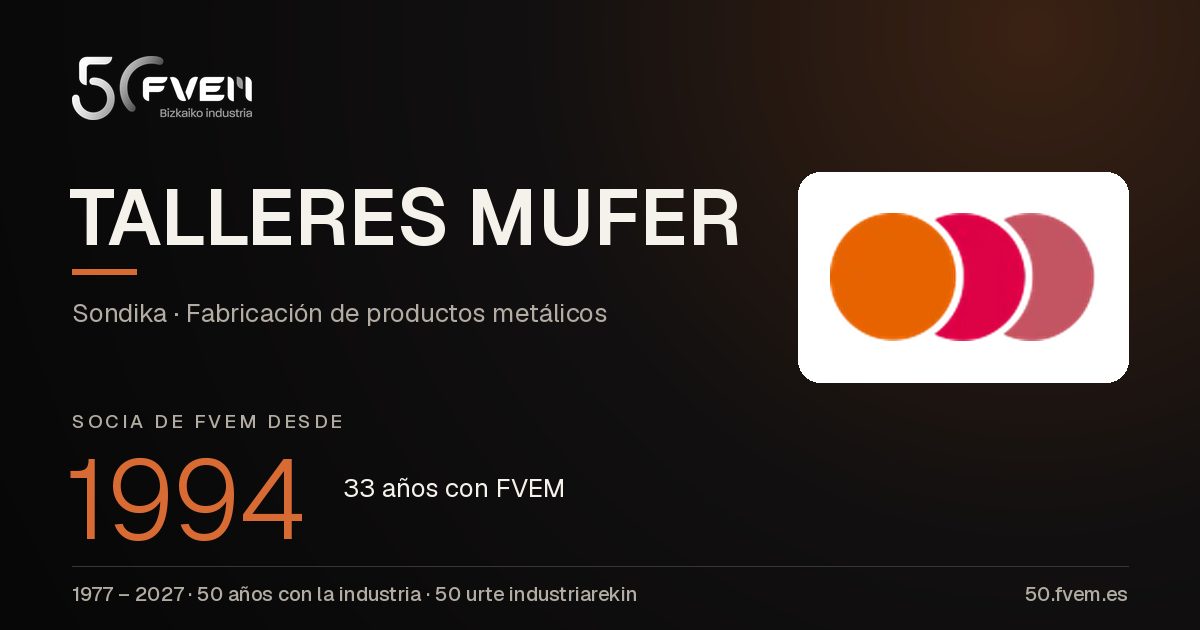 50 FVEM
Bizkaiko industria
TALLERES MUFER
Sondika · Fabricación de productos metálicos
SOCIA DE FVEM DESDE
1994
33 años con FVEM
1977 – 2027 · 50 años con la industria · 50 urte industriarekin
50.fvem.es